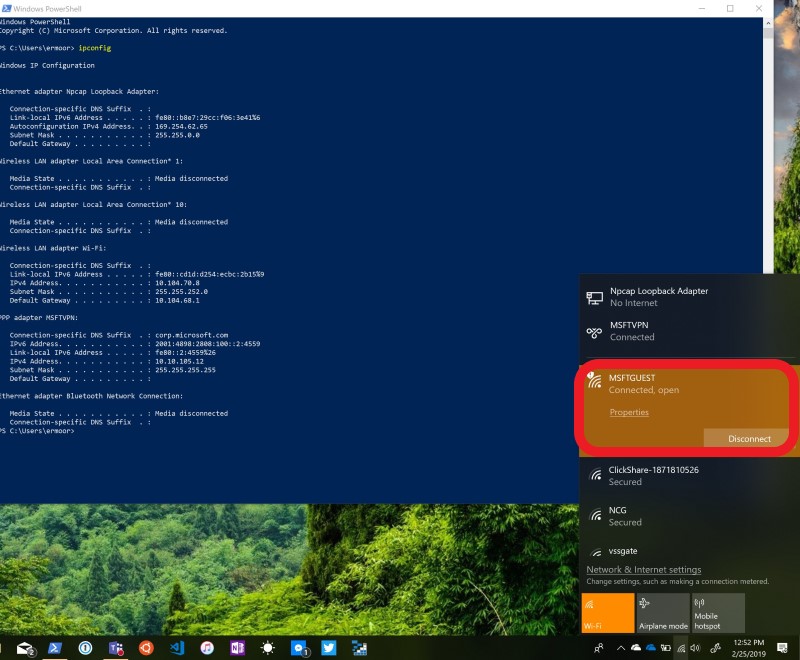 Windows PowerShell
Windows PowerShell
Copyright (C) Microsoft Corporation. All rights reserved.
PS C:\Users\ermoor> ipconfig
Windows IP Configuration
Ethernet adapter Npcap Loopback Adapter:
Connection-specific DNS Suffix . :
Link-local IPv6 Address . . . . . : fe80::b8e7:29cc:f06:3e41%6
Autoconfiguration IPv4 Address. . : 169.254.62.65
Subnet Mask . . . . . . . . . . . : 255.255.0.0
Default Gateway . . . . . . . . . :
Wireless LAN adapter Local Area Connection* 1:
Media State . . . . . . . . . . . : Media disconnected
Connection-specific DNS Suffix . :
Wireless LAN adapter Local Area Connection* 10:
Media State . . . . . . . . . . . : Media disconnected
Connection-specific DNS Suffix . :
Wireless LAN adapter Wi-Fi:
Connection-specific DNS Suffix . :
Link-local IPv6 Address . . . . . : fe80::cd1d:d254:ecbc:2b15%9
IPv4 Address. . . . . . . . . . . : 10.104.70.8
Subnet Mask . . . . . . . . . . . : 255.255.252.0
Default Gateway . . . . . . . . . : 10.104.68.1
PPP adapter MSFTVPN:
Connection-specific DNS Suffix . : corp.microsoft.com
IPv6 Address. . . . . . . . . . . : 2001:4898:2808:100::2:4559
Link-local IPv6 Address . . . . . : fe80::2:4559%26
IPv4 Address. . . . . . . . . . . : 10.10.105.12
Subnet Mask . . . . . . . . . . . : 255.255.255.255
Default Gateway . . . . . . . . . :
Ethernet adapter Bluetooth Network Connection:
Media State . . . . . . . . . . . : Media disconnected
Connection-specific DNS Suffix . :
PS C:\Users\ermoor>
Npcap Loopback Adapter
No Internet
MSFTVPN
Connected
MSFTGUEST
Connected, open
Properties
Disconnect
ClickShare-1871810526
Secured
NCG
Secured
vssgate
Network & Internet settings
Change settings, such as making a connection metered.
Wi-Fi
Airplane mode
Mobile hotspot
2
1
12:52 PM
2/25/2019